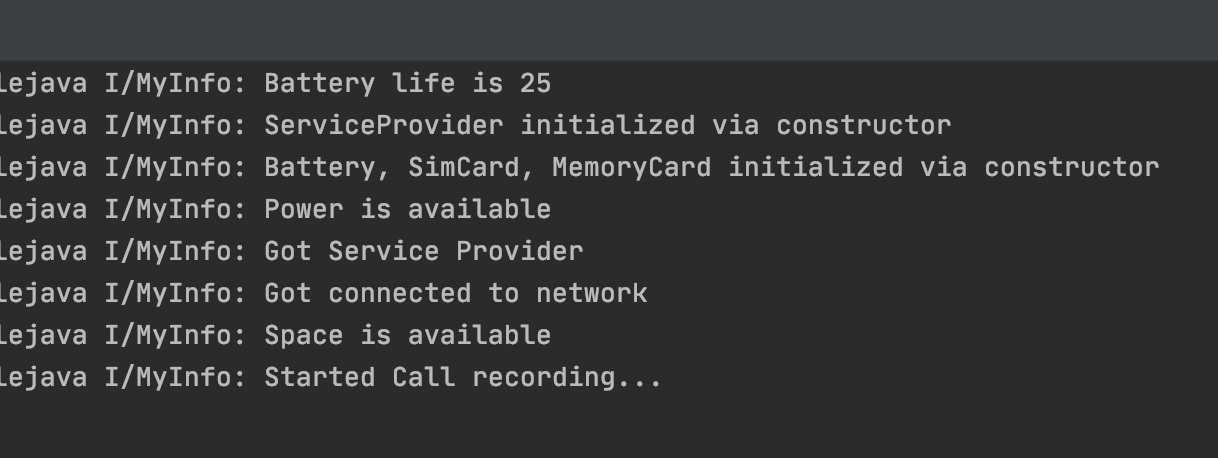 lejava I/MyInfo: Battery life is 25
lejava I/MyInfo: ServiceProvider initialized via constructor
lejava I/MyInfo: Battery, SimCard, MemoryCard initialized via constructor
lejava I/MyInfo: Power is available
lejava I/MyInfo: Got Service Provider
lejava I/MyInfo: Got connected to network
lejava I/MyInfo: Space is available
lejava I/MyInfo: Started Call recording...